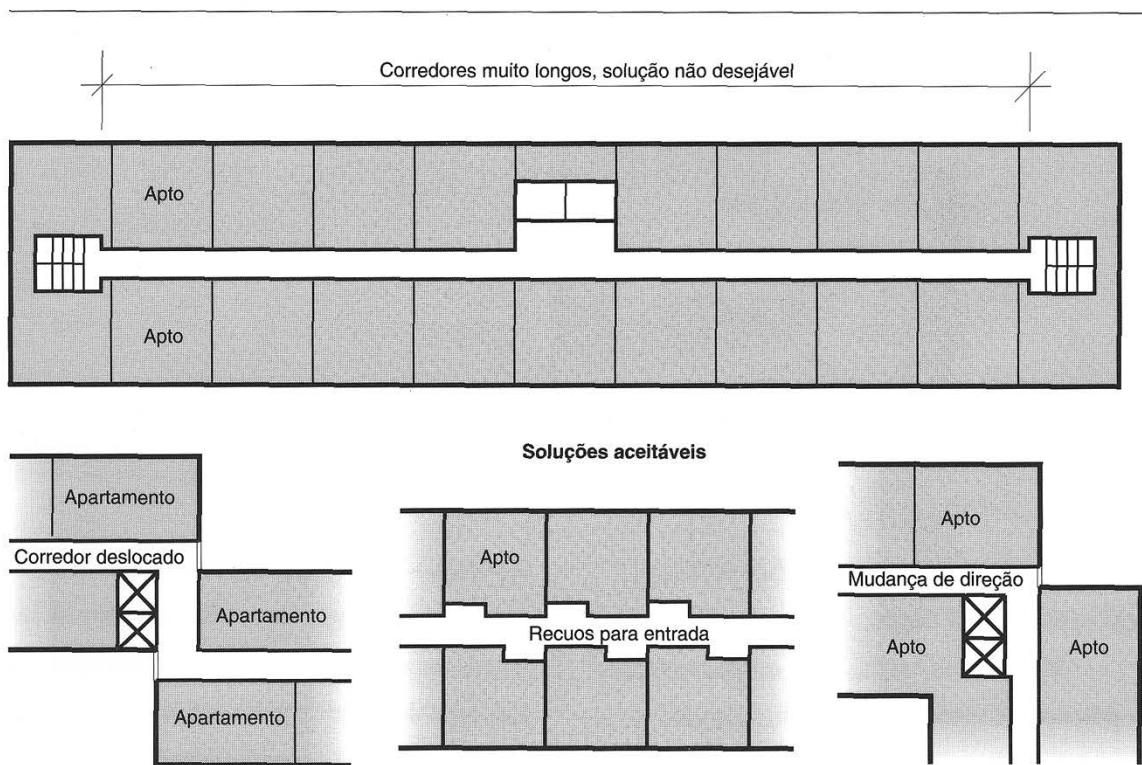 Corredores muito longos, solução não desejável
Apto
Apto
Soluções aceitáveis
Apartamento
Corredor deslocado
Apartamento
Apartamento
Apto
Recuos para entrada
Apto
Mudança de direção
Apto
Apto